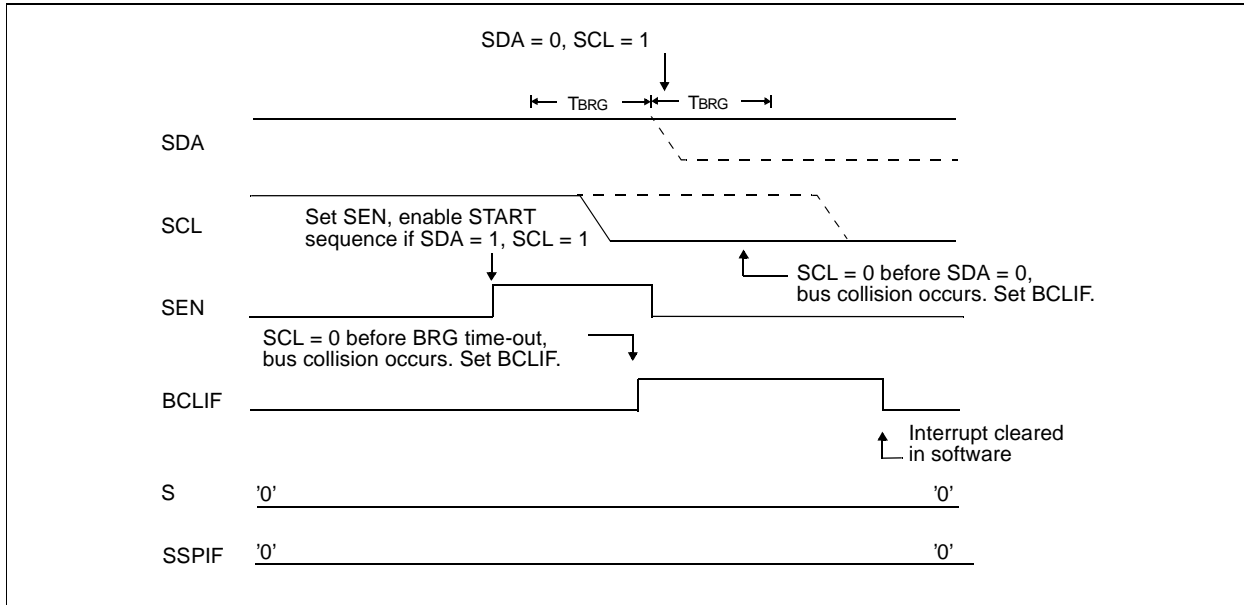 SDA = 0, SCL = 1
TBRG TBRG
SDA
SCL
Set SEN, enable START
sequence if SDA = 1, SCL = 1
SCL = 0 before SDA = 0,
bus collision occurs. Set BCLIF.
SEN
SCL = 0 before BRG time-out,
bus collision occurs. Set BCLIF.
BCLIF
Interrupt cleared
in software
S
'0' '0'
SSPIF
'0' '0'